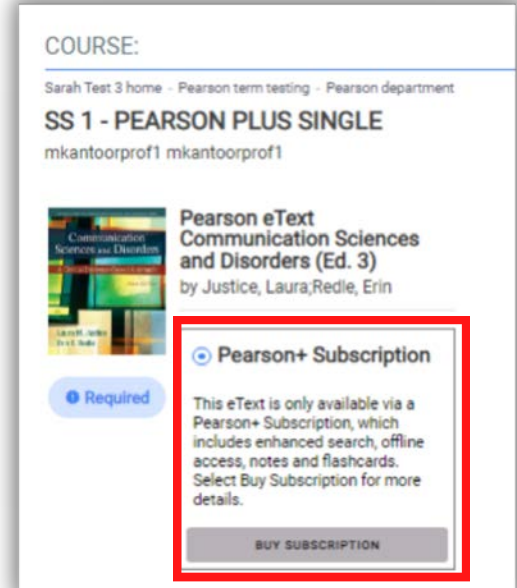 COURSE:
Sarah Test 3 home - Pearson term testing - Pearson department
SS 1 - PEARSON PLUS SINGLE
mkantoorprof1 mkantoorprof1
Communication
Sciences and Disorders
Pearson eText
Communication Sciences
and Disorders (Ed. 3)
by Justice, Laura;Redle, Erin
Required
Pearson+ Subscription
This eText is only available via a
Pearson+ Subscription, which
includes enhanced search, offline
access, notes and flashcards.
Select Buy Subscription for more
details.
BUY SUBSCRIPTION